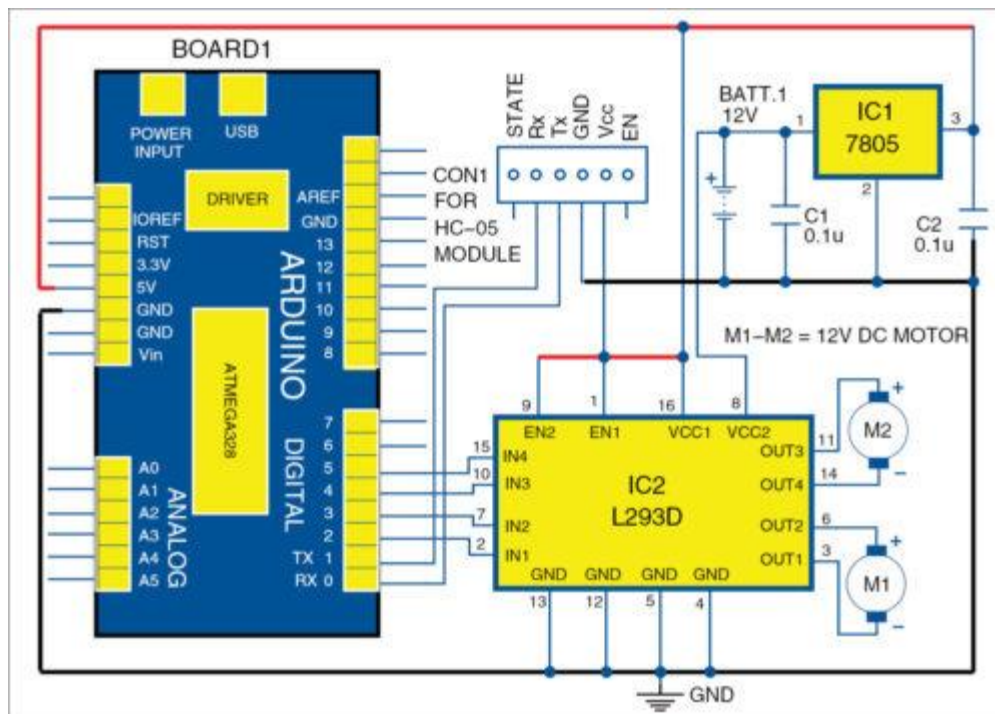 BOARD1
POWER
INPUT
USB
DRIVER
IOREF
RST
3.3V
5V
GND
GND
Vin
ATMEGA328
ARDUINO
AREF
GND
13
12
11
10
9
8
DIGITAL
7
6
5
4
3
2
TX 1
RX 0
ANALOG
A0
A1
A2
A3
A4
A5
CON1
FOR
HC-05
MODULE
STATE
Rx
Tx
GND
Vcc
EN
BATT.1
12V
+
1
IC1
7805
3
2
C1
0.1u
C2
0.1u
M1-M2 = 12V DC MOTOR
9
1
16
8
EN2
EN1
VCC1
VCC2
15
IN4
10
IN3
7
IN2
2
IN1
IC2
L293D
OUT3
11
OUT4
14
OUT2
6
OUT1
3
GND
GND
GND
GND
13
12
5
4
+
M2
−
+
M1
−
GND